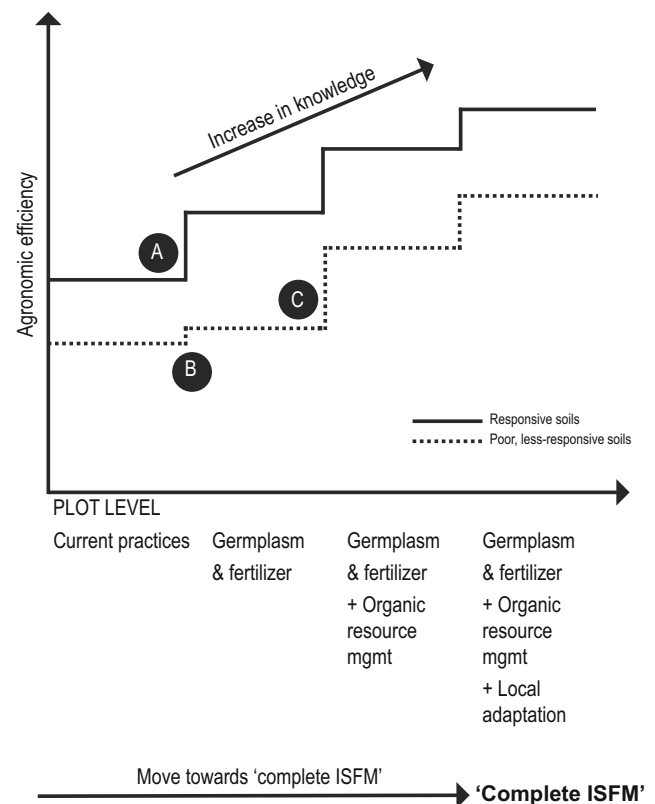 Increase in knowledge
Agronomic efficiency
A
C
B
Responsive soils
Poor, less-responsive soils
PLOT LEVEL
Current practices
Germplasm
& fertilizer
Germplasm
& fertilizer
+ Organic
resource
mgmt
Germplasm
& fertilizer
+ Organic
resource
mgmt
+ Local
adaptation
Move towards ‘complete ISFM’
‘Complete ISFM’